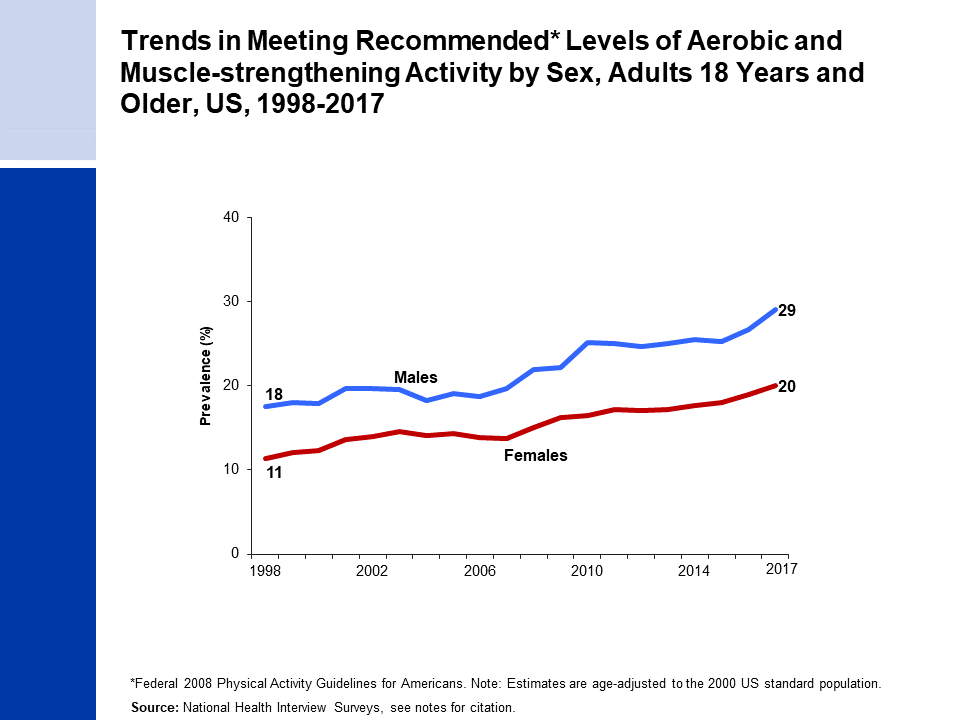 Trends in Meeting Recommended* Levels of Aerobic and
Muscle-strengthening Activity by Sex, Adults 18 Years and
Older, US, 1998-2017
40
30
20
10
0
Prevalence (%)
18
Males
29
11
Females
20
1998
2002
2006
2010
2014
2017
*Federal 2008 Physical Activity Guidelines for Americans. Note: Estimates are age-adjusted to the 2000 US standard population.
Source: National Health Interview Surveys, see notes for citation.